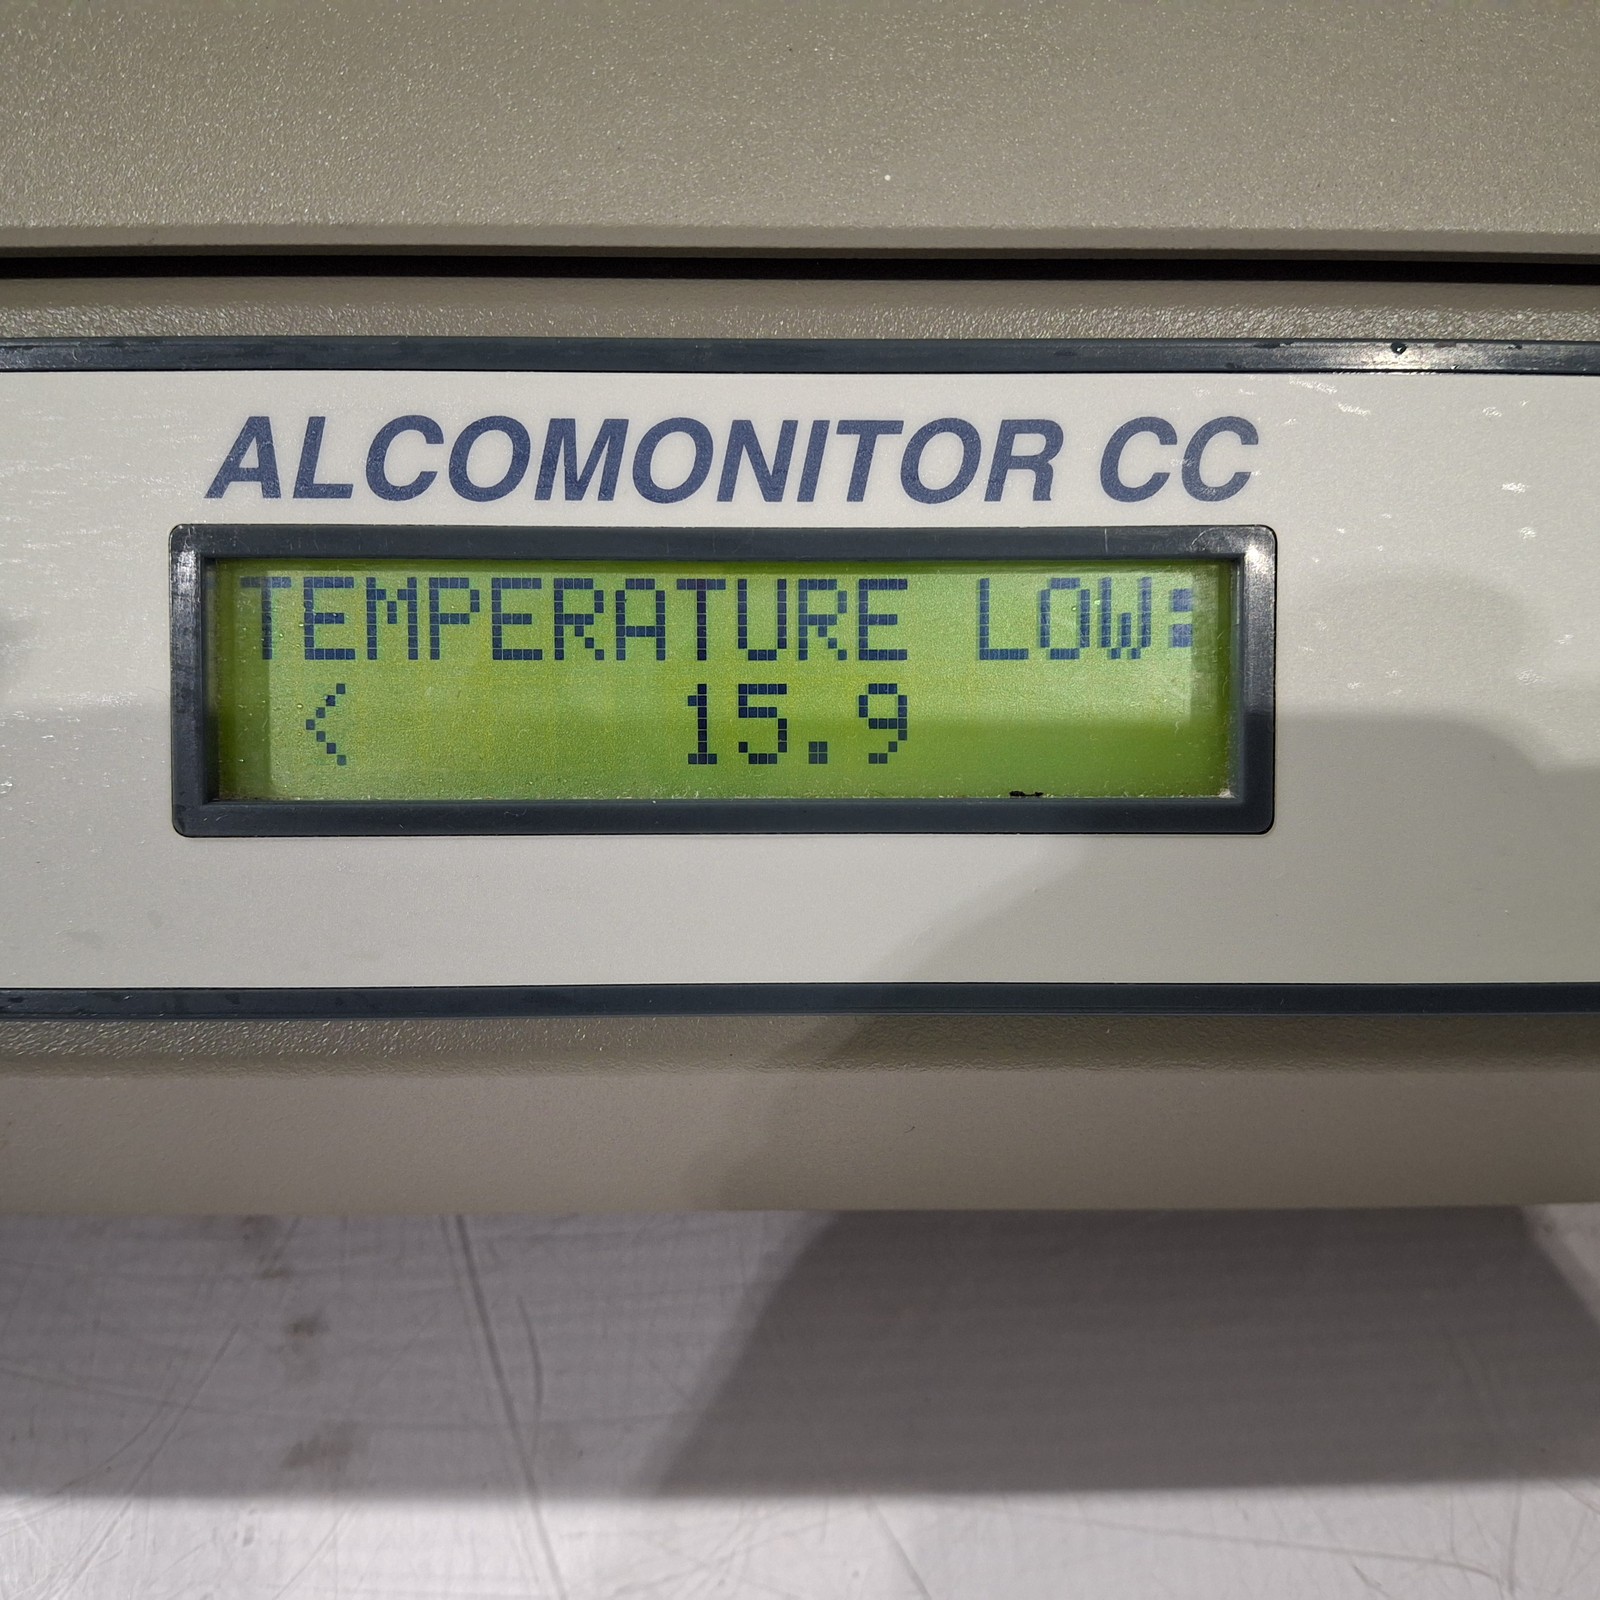 ALCOMONITOR CC
TEMPERATURE LOW:
< 15.9